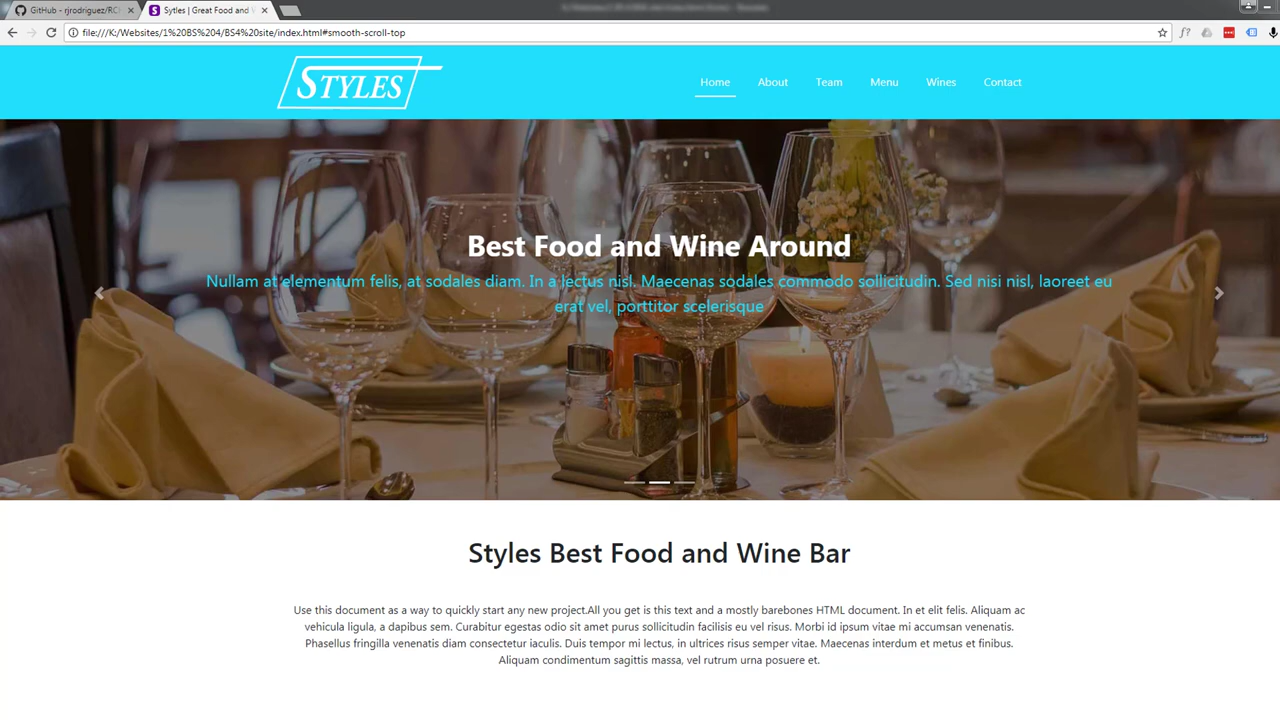 GitHub - rjrodriguez/RC
Sytles | Great Food and
file:///K:/Websites/1%20BS%204/BS4%20site/index.html#smooth-scroll-top
STYLES
Home About Team Menu Wines Contact
Best Food and Wine Around
Nullam at elementum felis, at sodales diam. In a lectus nisl. Maecenas sodales commodo sollicitudin. Sed nisi nisl, laoreet eu
erat vel, porttitor scelerisque
Styles Best Food and Wine Bar
Use this document as a way to quickly start any new project.All you get is this text and a mostly barebones HTML document. In et elit felis. Aliquam ac
vehicula ligula, a dapibus sem. Curabitur egestas odio sit amet purus sollicitudin facilisis eu vel risus. Morbi id ipsum vitae mi accumsan venenatis.
Phasellus fringilla venenatis diam consectetur iaculis. Duis tempor mi lectus, in ultrices risus semper vitae. Maecenas interdum et metus et finibus.
Aliquam condimentum sagittis massa, vel rutrum urna posuere et.